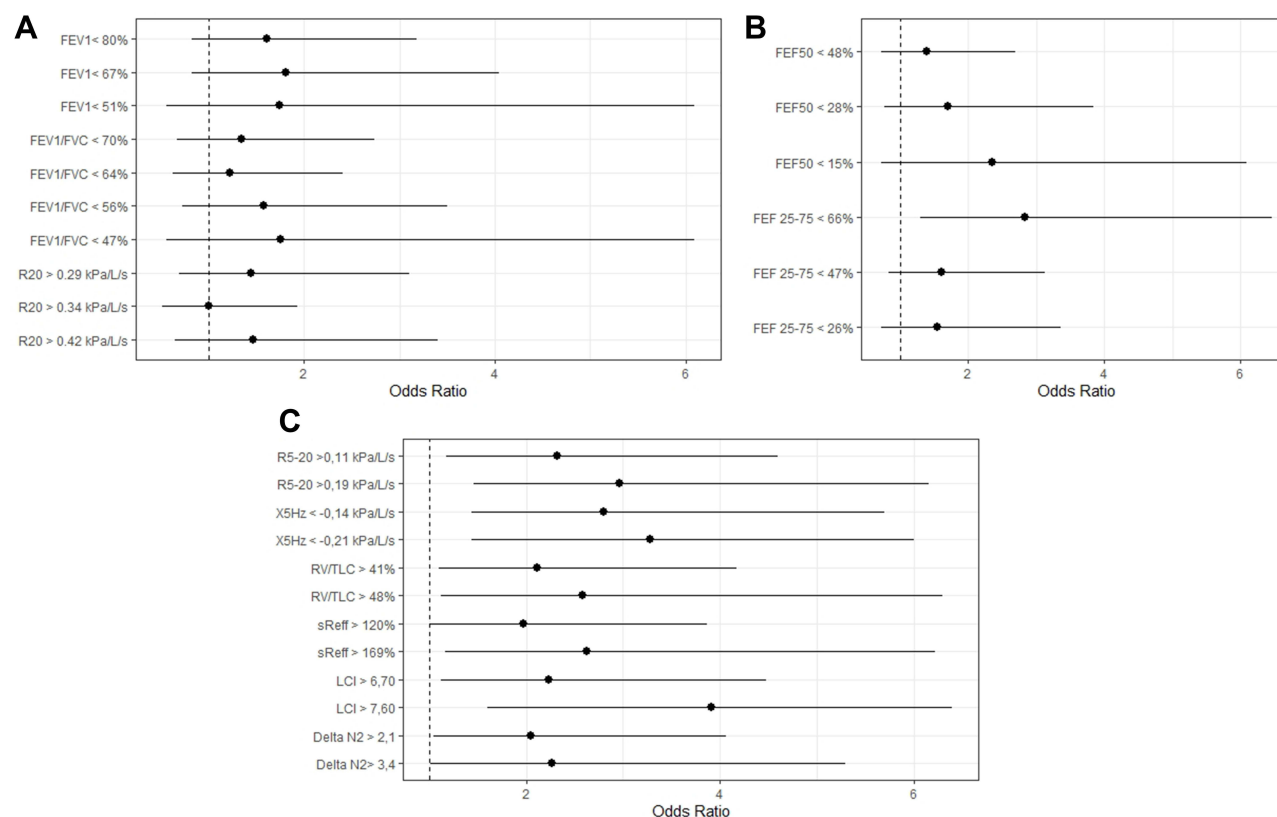 A
FEV1< 80%
FEV1< 67%
FEV1< 51%
FEV1/FVC < 70%
FEV1/FVC < 64%
FEV1/FVC < 56%
FEV1/FVC < 47%
R20 > 0.29 kPa/L/s
R20 > 0.34 kPa/L/s
R20 > 0.42 kPa/L/s
2 4 6
Odds Ratio
B
FEF50 < 48%
FEF50 < 28%
FEF50 < 15%
FEF 25-75 < 66%
FEF 25-75 < 47%
FEF 25-75 < 26%
2 4 6
Odds Ratio
C
R5-20 >0,11 kPa/L/s
R5-20 >0,19 kPa/L/s
X5Hz < -0,14 kPa/L/s
X5Hz < -0,21 kPa/L/s
RV/TLC > 41%
RV/TLC > 48%
sReff > 120%
sReff > 169%
LCI > 6,70
LCI > 7,60
Delta N2 > 2,1
Delta N2> 3,4
2 4 6
Odds Ratio